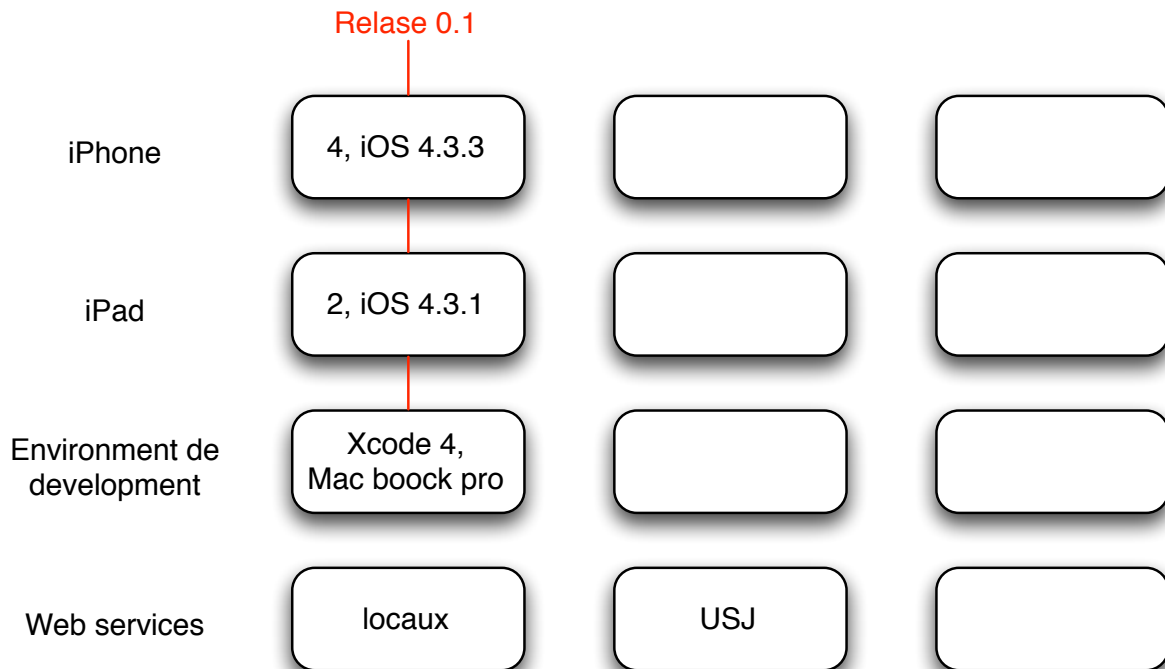 Relase 0.1
iPhone
4, iOS 4.3.3
iPad
2, iOS 4.3.1
Environment de
development
Xcode 4,
Mac boock pro
Web services
locaux
USJ